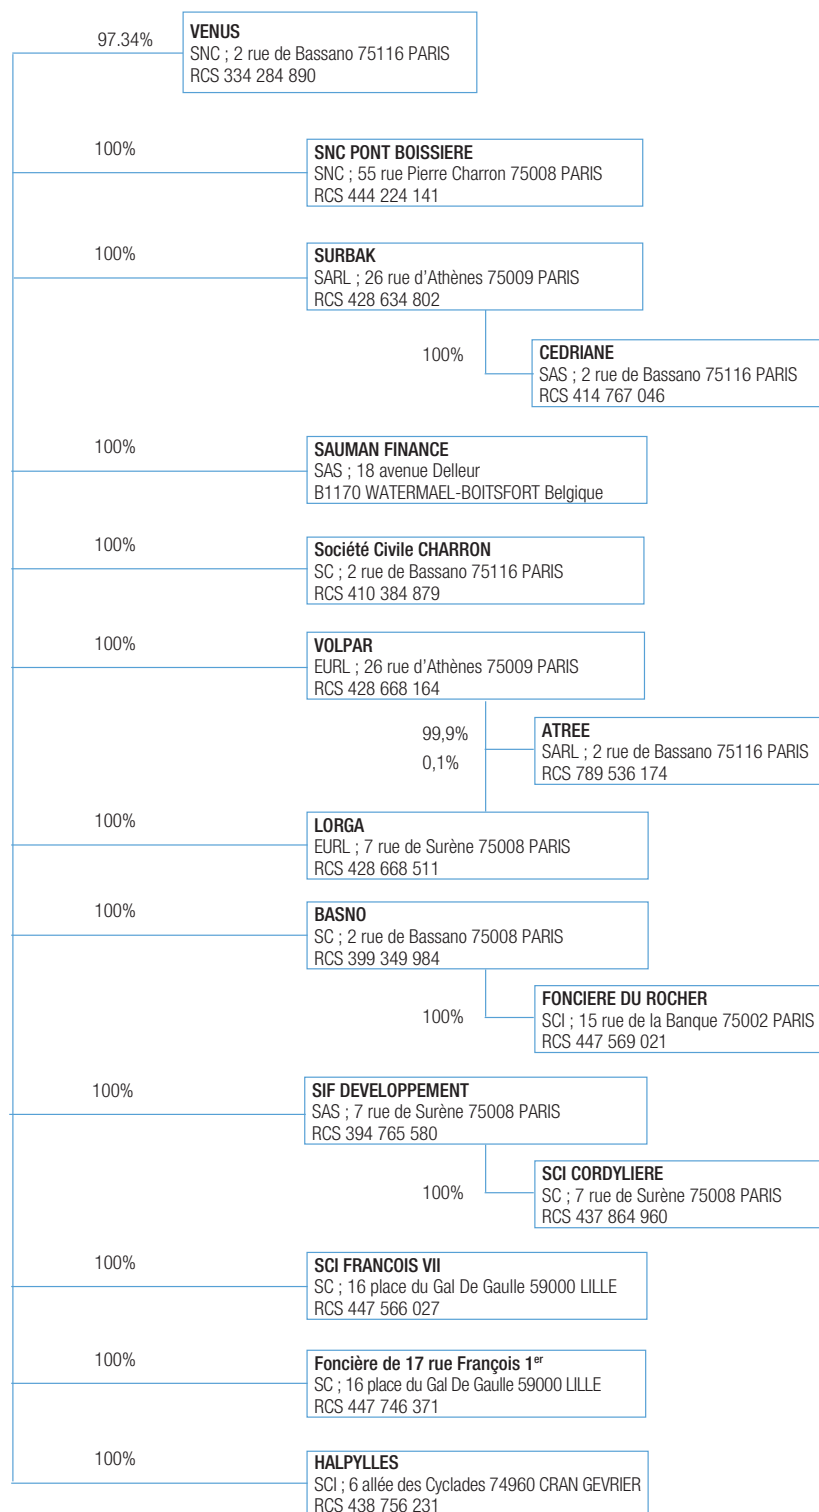 97.34%
VENUS
SNC ; 2 rue de Bassano 75116 PARIS
RCS 334 284 890
100%
SNC PONT BOISSIERE
SNC ; 55 rue Pierre Charron 75008 PARIS
RCS 444 224 141
100%
SURBAK
SARL ; 26 rue d'Athènes 75009 PARIS
RCS 428 634 802
100%
CEDRIANE
SAS ; 2 rue de Bassano 75116 PARIS
RCS 414 767 046
100%
SAUMAN FINANCE
SAS ; 18 avenue Delleur
B1170 WATERMAEL-BOITSFORT Belgique
100%
Société Civile CHARRON
SC ; 2 rue de Bassano 75116 PARIS
RCS 410 384 879
100%
VOLPAR
EURL ; 26 rue d'Athènes 75009 PARIS
RCS 428 668 164
99,9%
0,1%
ATREE
SARL ; 2 rue de Bassano 75116 PARIS
RCS 789 536 174
100%
LORGA
EURL ; 7 rue de Surène 75008 PARIS
RCS 428 668 511
100%
BASNO
SC ; 2 rue de Bassano 75008 PARIS
RCS 399 349 984
100%
FONCIERE DU ROCHER
SCI ; 15 rue de la Banque 75002 PARIS
RCS 447 569 021
100%
SIF DEVELOPPEMENT
SAS ; 7 rue de Surène 75008 PARIS
RCS 394 765 580
100%
SCI CORDYLIERE
SC ; 7 rue de Surène 75008 PARIS
RCS 437 864 960
100%
SCI FRANCOIS VII
SC ; 16 place du Gal De Gaulle 59000 LILLE
RCS 447 566 027
100%
Foncière de 17 rue François 1er
SC ; 16 place du Gal De Gaulle 59000 LILLE
RCS 447 746 371
100%
HALPYLLES
SCI ; 6 allée des Cyclades 74960 CRAN GEVRIER
RCS 438 756 231